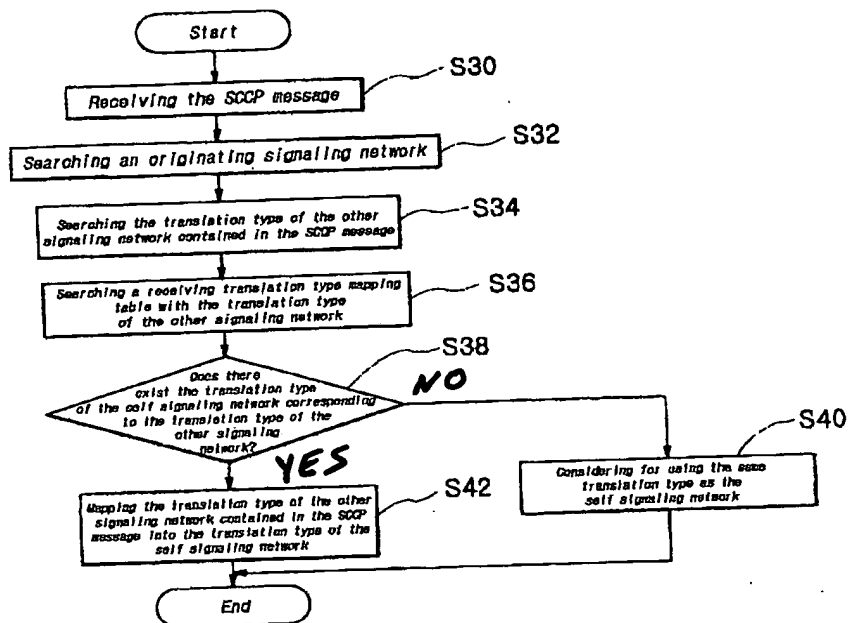 Start
Receiving the SCCP message
S30
Searching an originating signaling network
S32
Searching the translation type of the other
signaling network contained in the SCCP message
S34
Searching a receiving translation type mapping
table with the translation type
of the other signaling network
S36
Does there
exist the translation type
of the self signaling network corresponding
to the translation type of the
other signaling
network?
S38
NO
YES
Considering for using the same
translation type as the
self signaling network
S40
Mapping the translation type of the other
signaling network contained in the SCCP
message into the translation type of the
self signaling network
S42
End